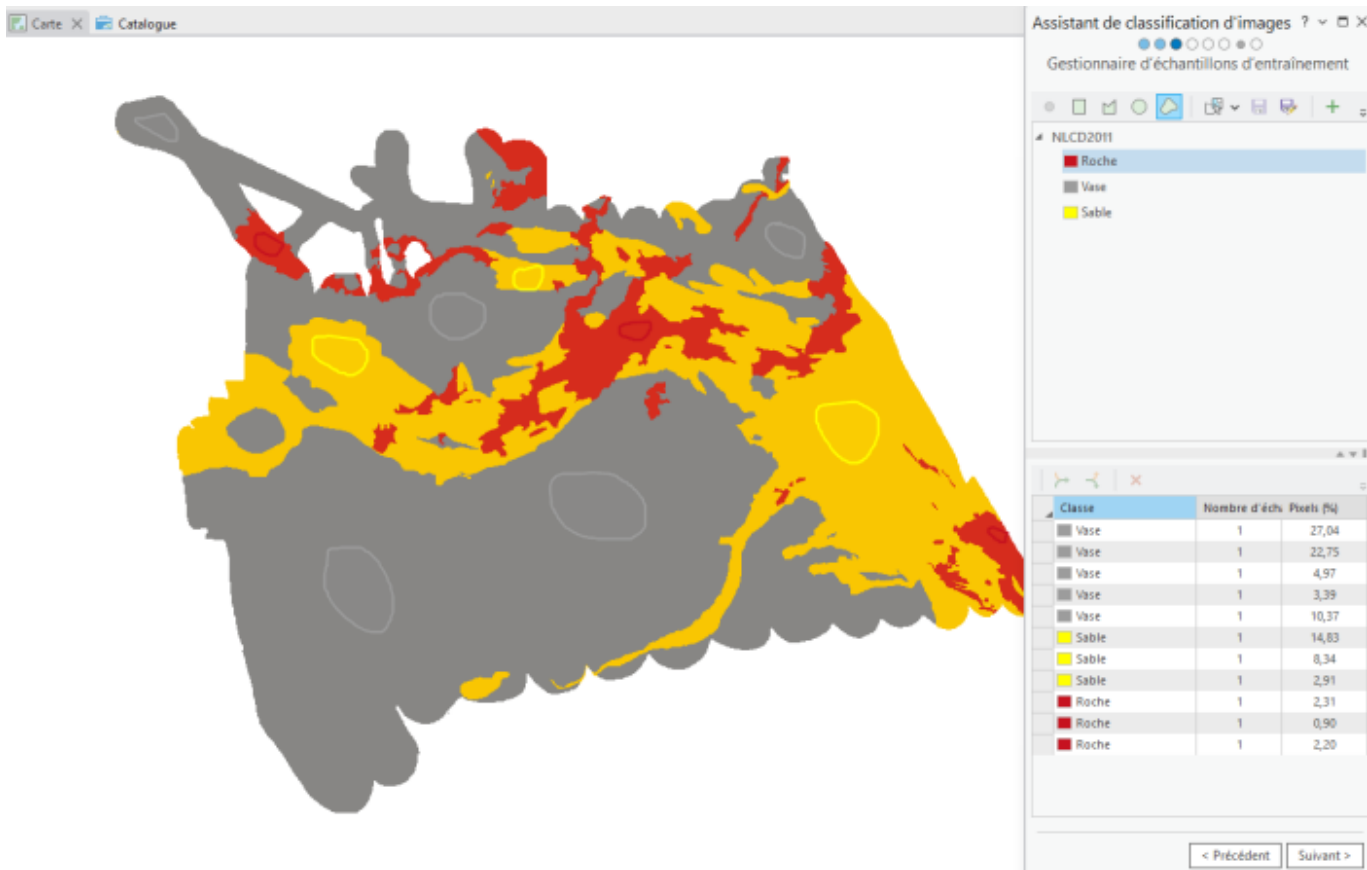 Carte Catalogue
Assistant de classification d'images
Gestionnaire d'échantillons d'entraînement
NLCD2011
Roche
Vase
Sable
Classe Nombre d'éch. Pixels (%)
Vase 1 27,04
Vase 1 22,75
Vase 1 4,97
Vase 1 3,39
Vase 1 10,37
Sable 1 14,83
Sable 1 8,34
Sable 1 2,91
Roche 1 2,31
Roche 1 0,90
Roche 1 2,20
< Précédent Suivant >